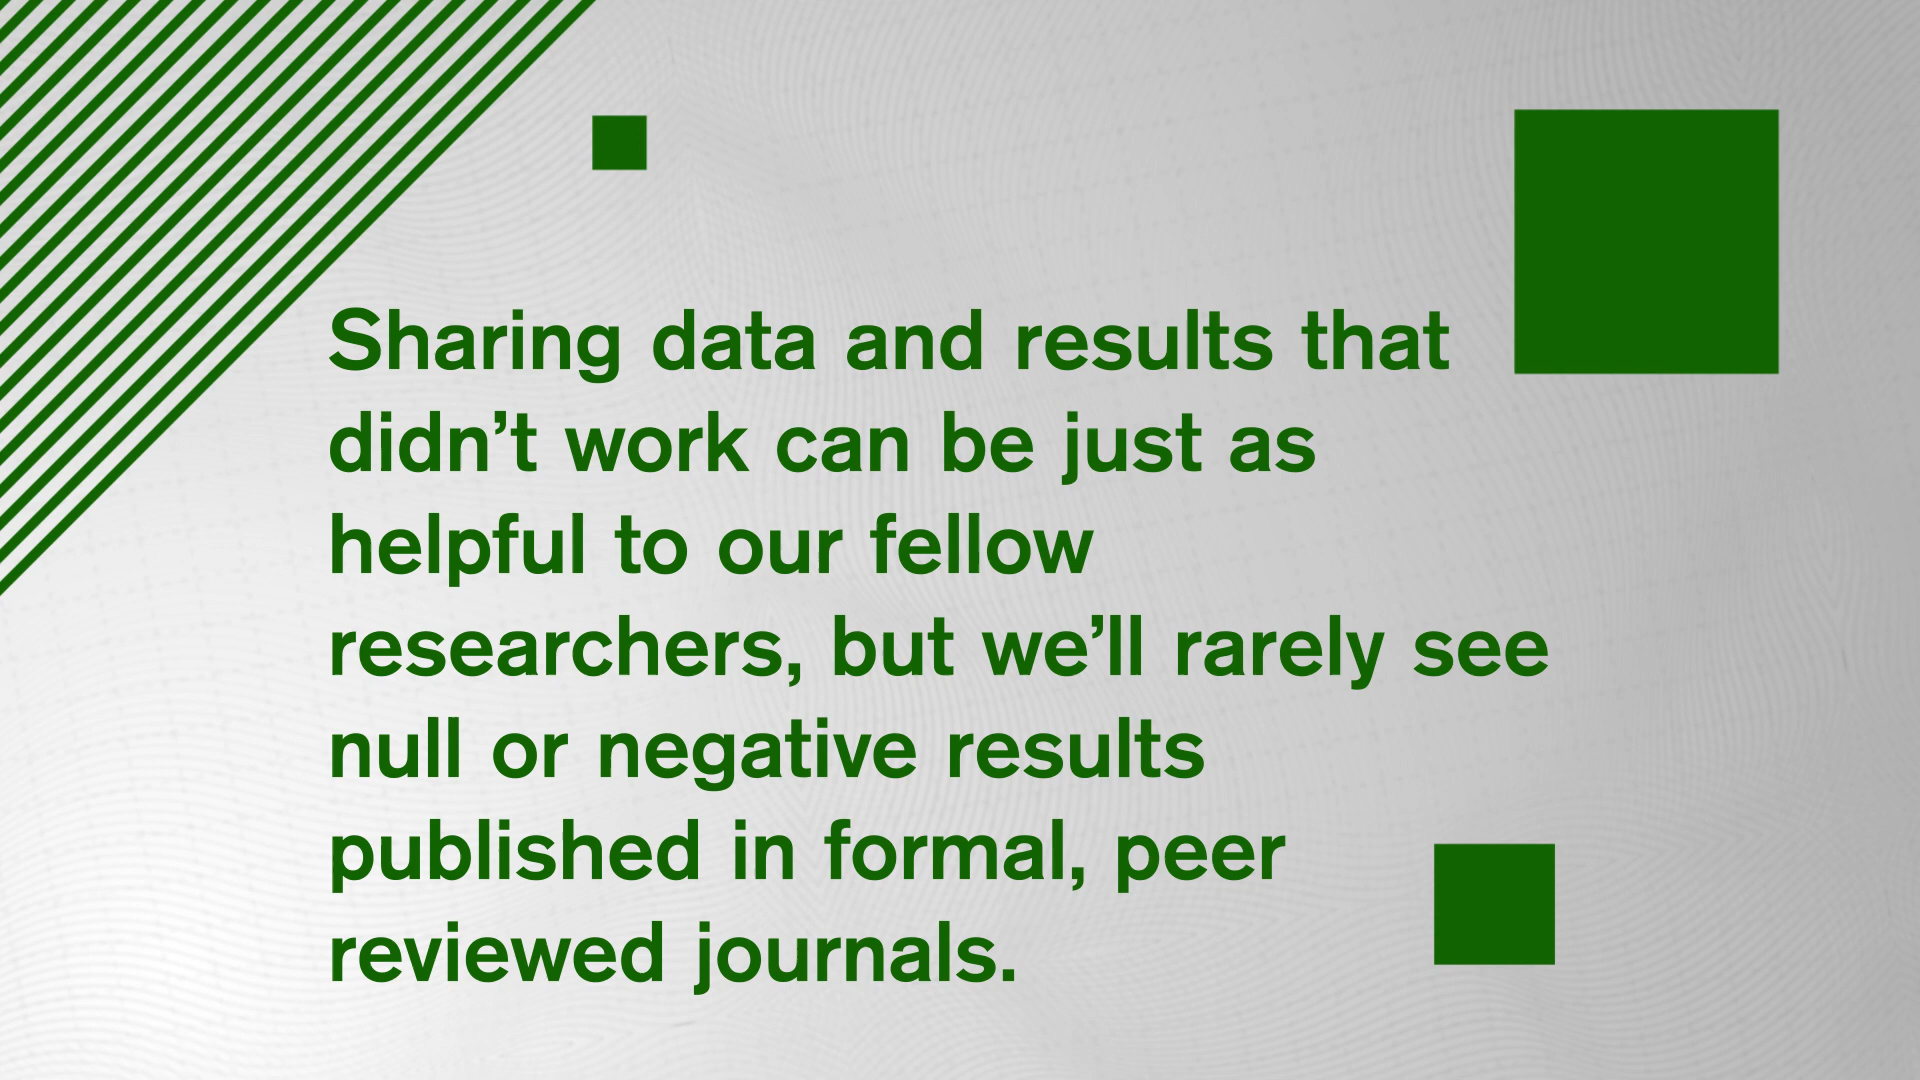 Sharing data and results that
didn’t work can be just as
helpful to our fellow
researchers, but we’ll rarely see
null or negative results
published in formal, peer
reviewed journals.